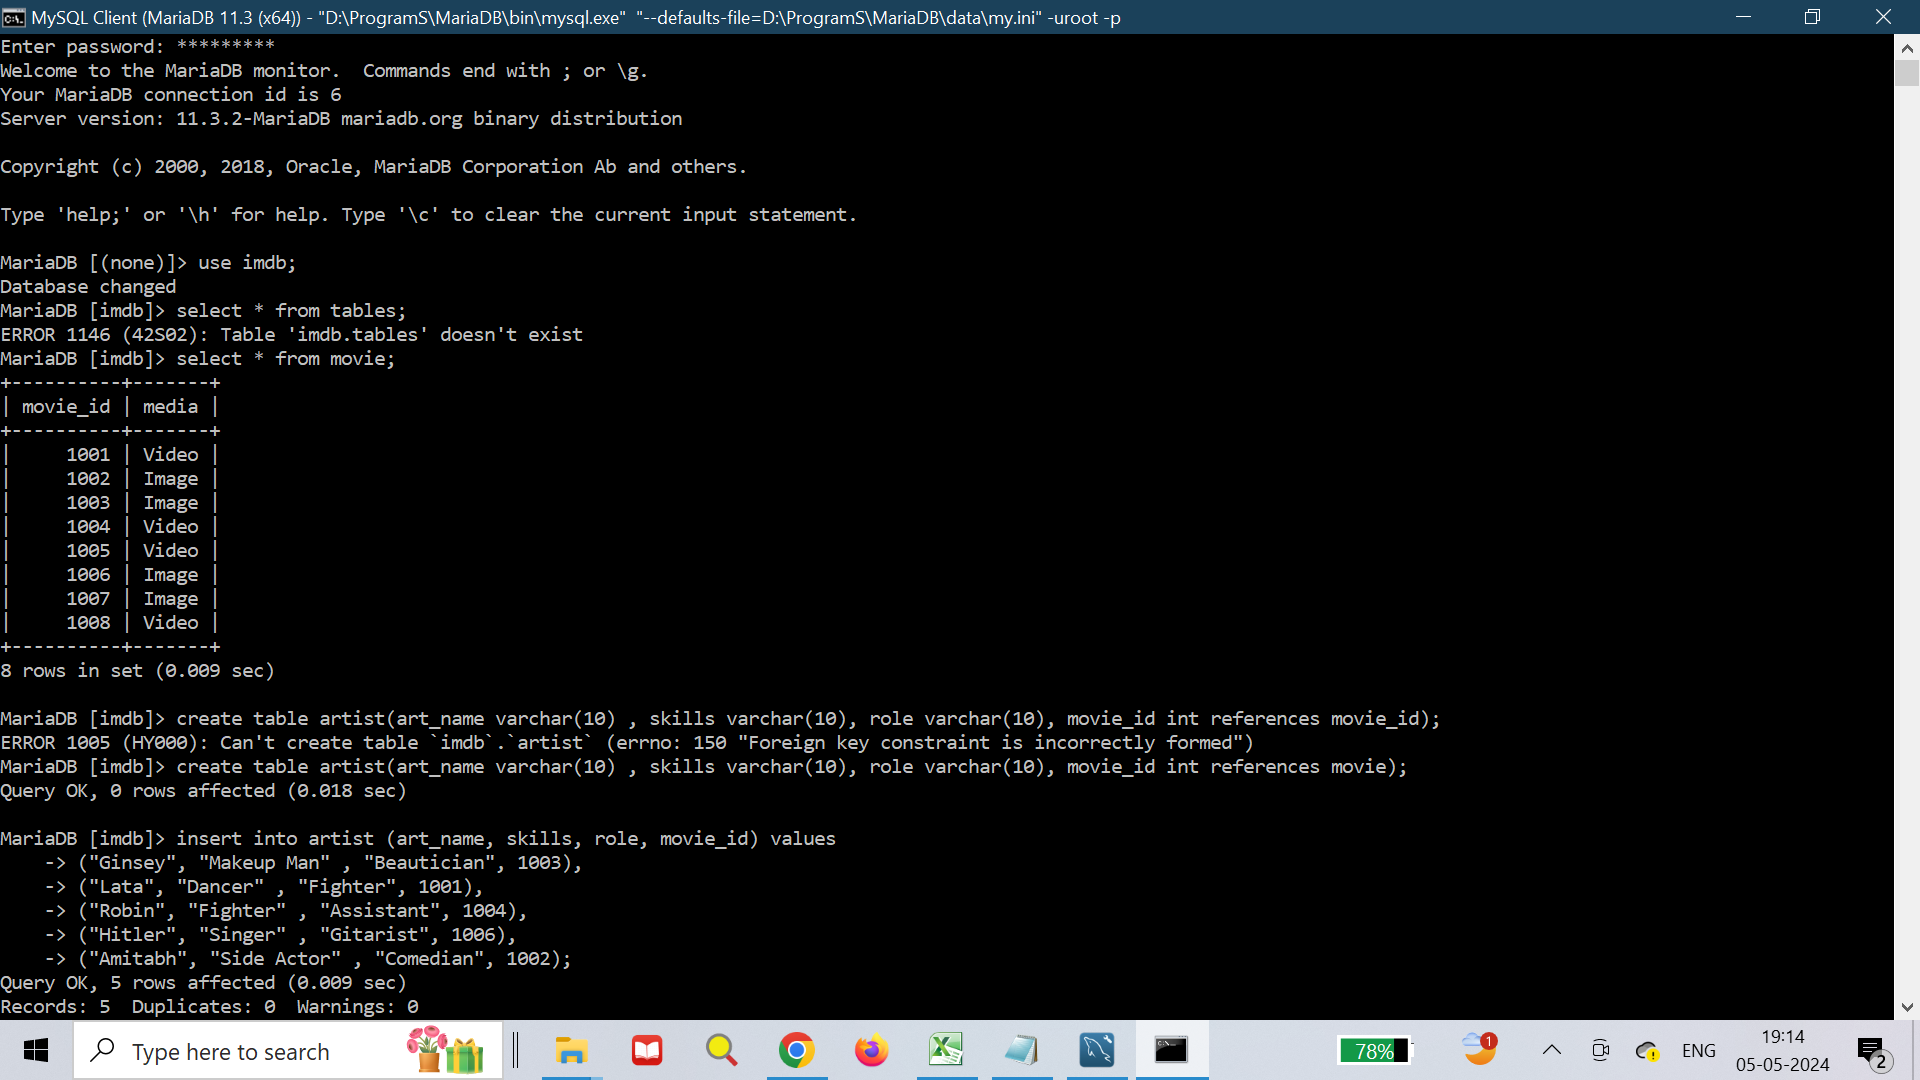 MySQL Client (MariaDB 11.3 (x64)) - "D:\ProgramS\MariaDB\bin\mysql.exe"  "--defaults-file=D:\ProgramS\MariaDB\data\my.ini" -uroot -p
Enter password: *********
Welcome to the MariaDB monitor.  Commands end with ; or \g.
Your MariaDB connection id is 6
Server version: 11.3.2-MariaDB mariadb.org binary distribution
Copyright (c) 2000, 2018, Oracle, MariaDB Corporation Ab and others.
Type 'help;' or '\h' for help. Type '\c' to clear the current input statement.
MariaDB [(none)]> use imdb;
Database changed
MariaDB [imdb]> select * from tables;
ERROR 1146 (42S02): Table 'imdb.tables' doesn't exist
MariaDB [imdb]> select * from movie;
+----------+-------+
| movie_id | media |
+----------+-------+
|     1001 | Video |
|     1002 | Image |
|     1003 | Image |
|     1004 | Video |
|     1005 | Video |
|     1006 | Image |
|     1007 | Image |
|     1008 | Video |
+----------+-------+
8 rows in set (0.009 sec)
MariaDB [imdb]> create table artist(art_name varchar(10) , skills varchar(10), role varchar(10), movie_id int references movie_id);
ERROR 1005 (HY000): Can't create table `imdb`.`artist` (errno: 150 "Foreign key constraint is incorrectly formed")
MariaDB [imdb]> create table artist(art_name varchar(10) , skills varchar(10), role varchar(10), movie_id int references movie);
Query OK, 0 rows affected (0.018 sec)
MariaDB [imdb]> insert into artist (art_name, skills, role, movie_id) values
    -> ("Ginsey", "Makeup Man" , "Beautician", 1003),
    -> ("Lata", "Dancer" , "Fighter", 1001),
    -> ("Robin", "Fighter" , "Assistant", 1004),
    -> ("Hitler", "Singer" , "Gitarist", 1006),
    -> ("Amitabh", "Side Actor" , "Comedian", 1002);
Query OK, 5 rows affected (0.009 sec)
Records: 5  Duplicates: 0  Warnings: 0
Type here to search
78%
1
ENG
19:14
05-05-2024
2